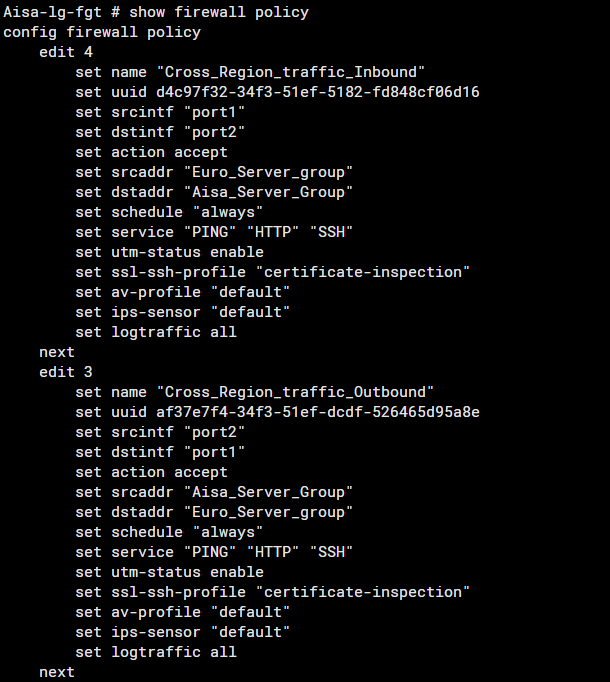 Aisa-lg-fgt # show firewall policy
config firewall policy
    edit 4
        set name "Cross_Region_traffic_Inbound"
        set uuid d4c97f32-34f3-51ef-5182-fd848cf06d16
        set srcintf "port1"
        set dstintf "port2"
        set action accept
        set srcaddr "Euro_Server_group"
        set dstaddr "Aisa_Server_Group"
        set schedule "always"
        set service "PING" "HTTP" "SSH"
        set utm-status enable
        set ssl-ssh-profile "certificate-inspection"
        set av-profile "default"
        set ips-sensor "default"
        set logtraffic all
    next
    edit 3
        set name "Cross_Region_traffic_Outbound"
        set uuid af37e7f4-34f3-51ef-dcdf-526465d95a8e
        set srcintf "port2"
        set dstintf "port1"
        set action accept
        set srcaddr "Aisa_Server_Group"
        set dstaddr "Euro_Server_group"
        set schedule "always"
        set service "PING" "HTTP" "SSH"
        set utm-status enable
        set ssl-ssh-profile "certificate-inspection"
        set av-profile "default"
        set ips-sensor "default"
        set logtraffic all
    next